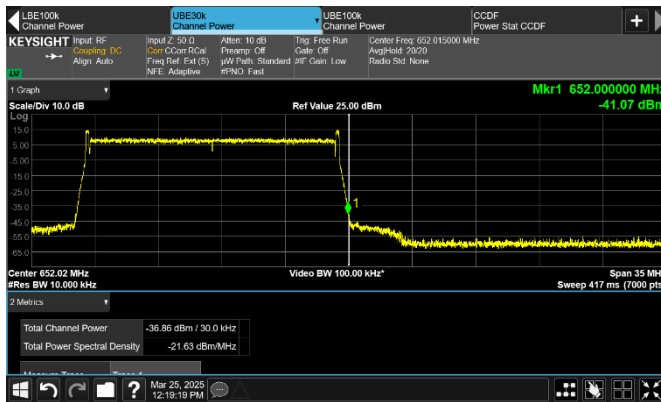 LBE100k
Channel Power
UBE30k
Channel Power
UBE100k
Channel Power
CCDF
Power Stat CCDF
KEYSIGHT
Input: RF
Coupling: DC
Align: Auto
Input Z: 50 Ω
Corr CCorr RCal
Freq Ref: Ext (S)
NFE: Adaptive
Atten: 10 dB
Preamp: Off
µW Path: Standard
#PNO: Fast
Trig: Free Run
Gate: Off
#IF Gain: Low
Center Freq: 652.015000 MHz
Avg|Hold: 20/20
Radio Std: None
1 Graph
Mkr1 652.000000 MHz
-41.07 dBm
Scale/Div 10.0 dB
Ref Value 25.00 dBm
Log
15.0
5.00
-5.00
-15.0
-25.0
-35.0
-45.0
-55.0
-65.0
1
Center 652.02 MHz
#Res BW 10.000 kHz
Video BW 100.00 kHz*
Span 35 MH
Sweep 417 ms (7000 pts
2 Metrics
Total Channel Power
-36.86 dBm / 30.0 kHz
Total Power Spectral Density
-21.63 dBm/MHz
Mar 25, 2025
12:19:19 PM